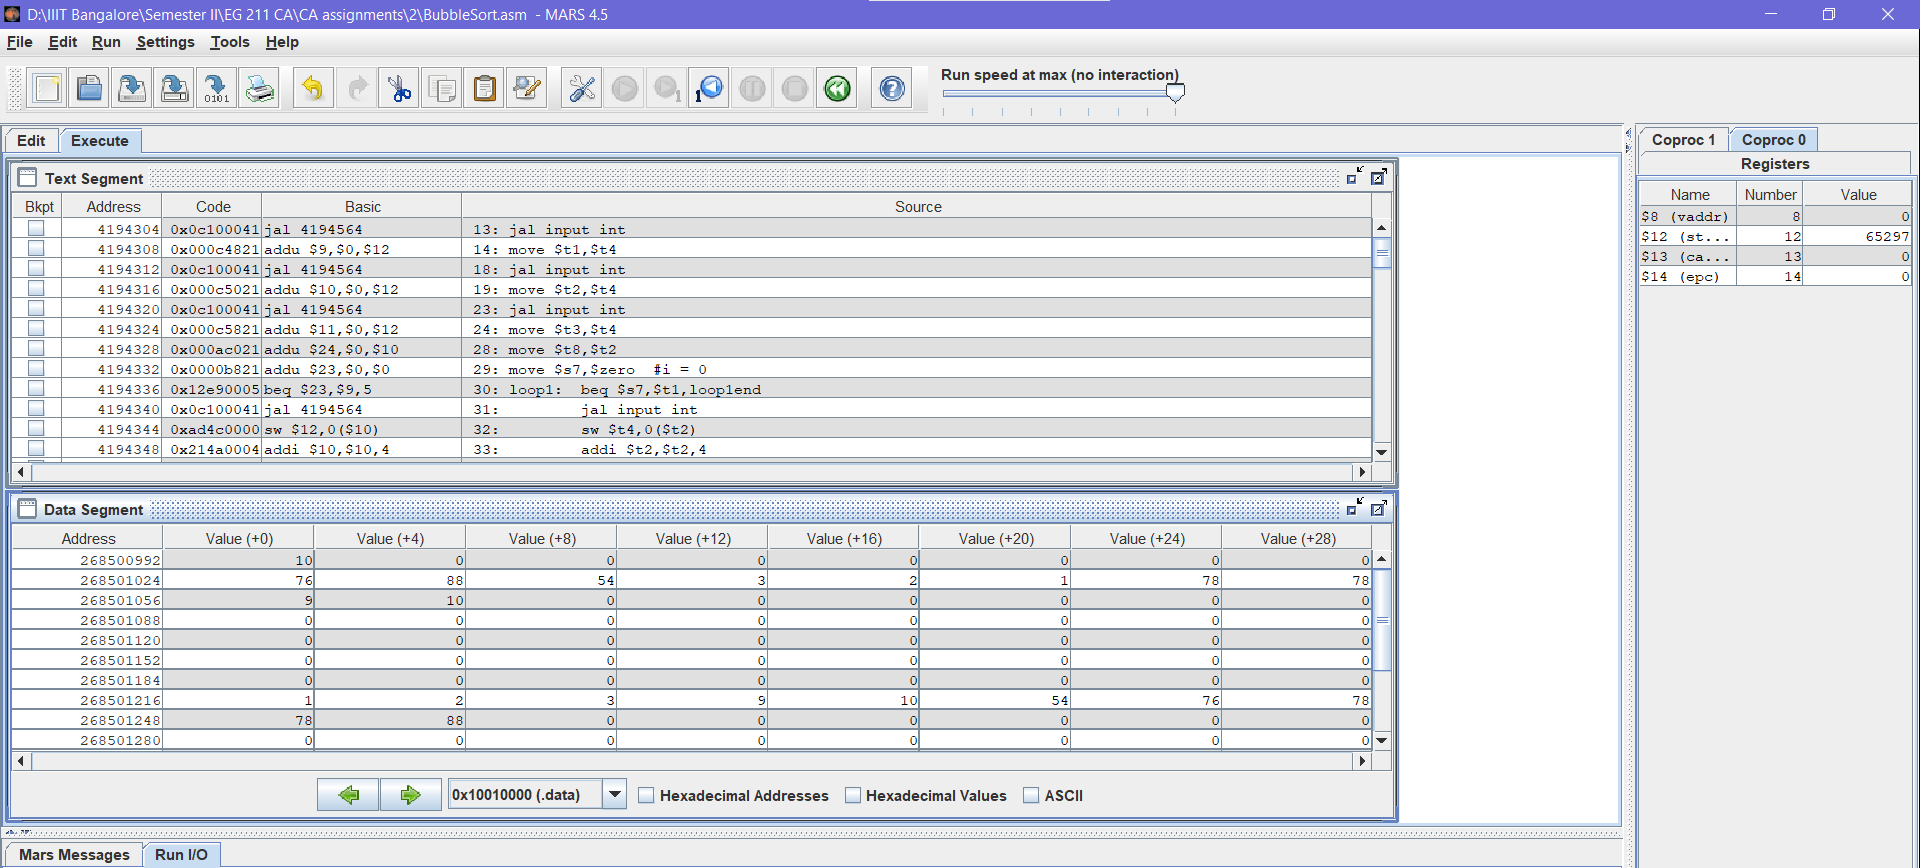 D:\IIIT Bangalore\Semester II\EG 211 CA\CA assignments\2\BubbleSort.asm - MARS 4.5
File Edit Run Settings Tools Help
Run speed at max (no interaction)
Edit Execute
Coproc 1 Coproc 0
Registers
Name Number Value
$8 (vaddr) 8 0
$12 (st... 12 65297
$13 (ca... 13 0
$14 (epc) 14 0
Text Segment
Bkpt Address Code Basic Source
4194304 0x0c100041 jal 4194564 13: jal input int
4194308 0x000c4821 addu $9,$0,$12 14: move $t1,$t4
4194312 0x0c100041 jal 4194564 18: jal input int
4194316 0x000c5021 addu $10,$0,$12 19: move $t2,$t4
4194320 0x0c100041 jal 4194564 23: jal input int
4194324 0x000c5821 addu $11,$0,$12 24: move $t3,$t4
4194328 0x000ac021 addu $24,$0,$10 28: move $t8,$t2
4194332 0x0000b821 addu $23,$0,$0 29: move $s7,$zero #i = 0
4194336 0x12e90005 beq $23,$9,5 30: loop1: beq $s7,$t1,loop1end
4194340 0x0c100041 jal 4194564 31: jal input int
4194344 0xad4c0000 sw $12,0($10) 32: sw $t4,0($t2)
4194348 0x214a0004 addi $10,$10,4 33: addi $t2,$t2,4
Data Segment
Address Value (+0) Value (+4) Value (+8) Value (+12) Value (+16) Value (+20) Value (+24) Value (+28)
268500992 10 0 0 0 0 0 0 0
268501024 76 88 54 3 2 1 78 78
268501056 9 10 0 0 0 0 0 0
268501088 0 0 0 0 0 0 0 0
268501120 0 0 0 0 0 0 0 0
268501152 0 0 0 0 0 0 0 0
268501184 0 0 0 0 0 0 0 0
268501216 1 2 3 9 10 54 76 78
268501248 78 88 0 0 0 0 0 0
268501280 0 0 0 0 0 0 0 0
0x10010000 (.data) Hexadecimal Addresses Hexadecimal Values ASCII
Mars Messages Run I/O